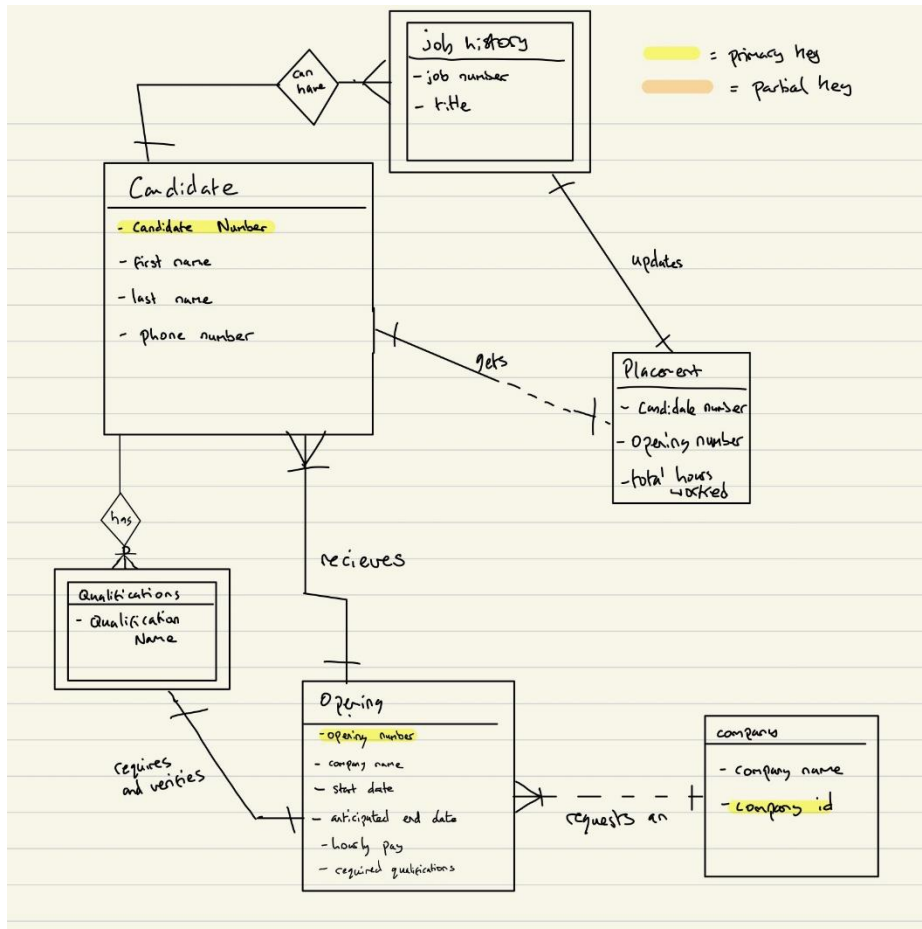 job history
- job number
- title
= primary key
= partial key
can have
Candidate
- Candidate Number
- first name
- last name
- phone number
updates
gets
Placement
- Candidate number
- Opening number
- total hours worked
has
recieves
Qualifications
- Qualification
Name
Opening
- opening number
- company name
- start date
- anticipated end date
- hourly pay
- required qualifications
requires
and verifies
requests an
company
- company name
- company id